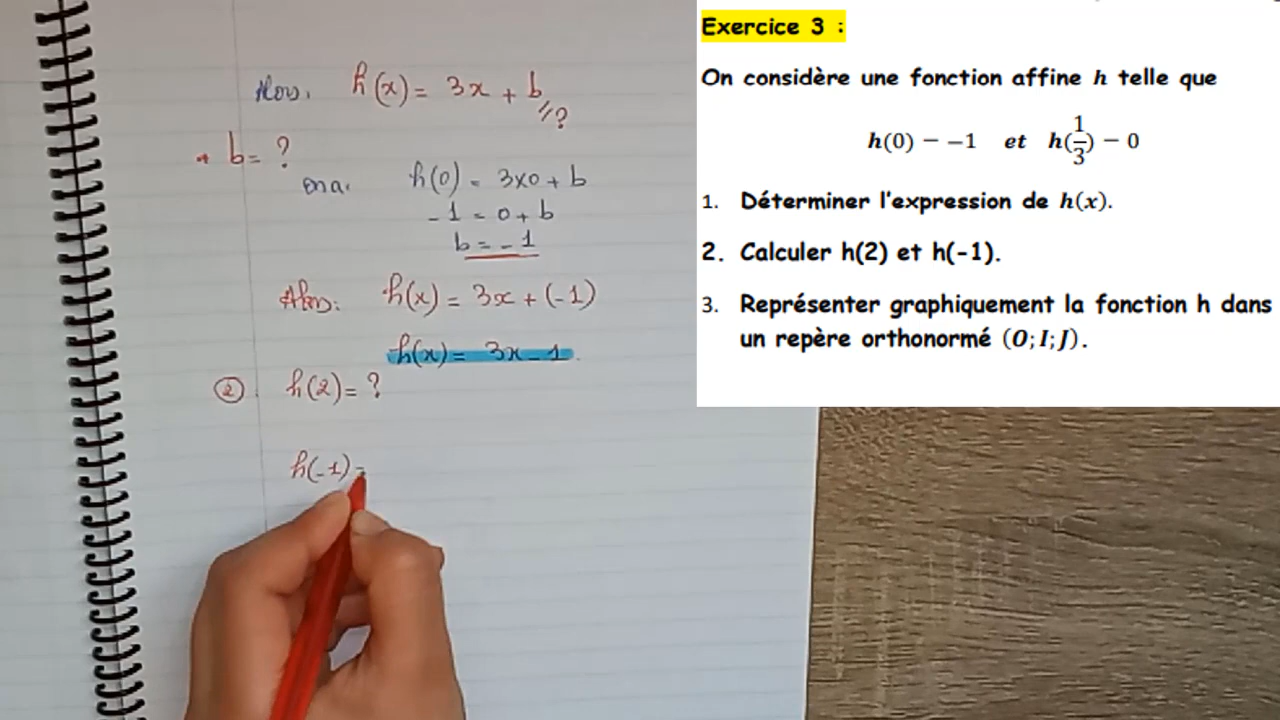 Alors. h(x) = 3x + b
//?
→ b = ?
On a. h(0) = 3x0 + b
-1 = 0 + b
b = -1
Alors: h(x) = 3x + (-1)
h(x) = 3x - 1.
② . h(2) = ?
h(-1) =
Exercice 3 :
On considère une fonction affine h telle que
h(0) − −1 et h(1/3) − 0
1. Déterminer l'expression de h(x).
2. Calculer h(2) et h(-1).
3. Représenter graphiquement la fonction h dans
un repère orthonormé (O; I; J).